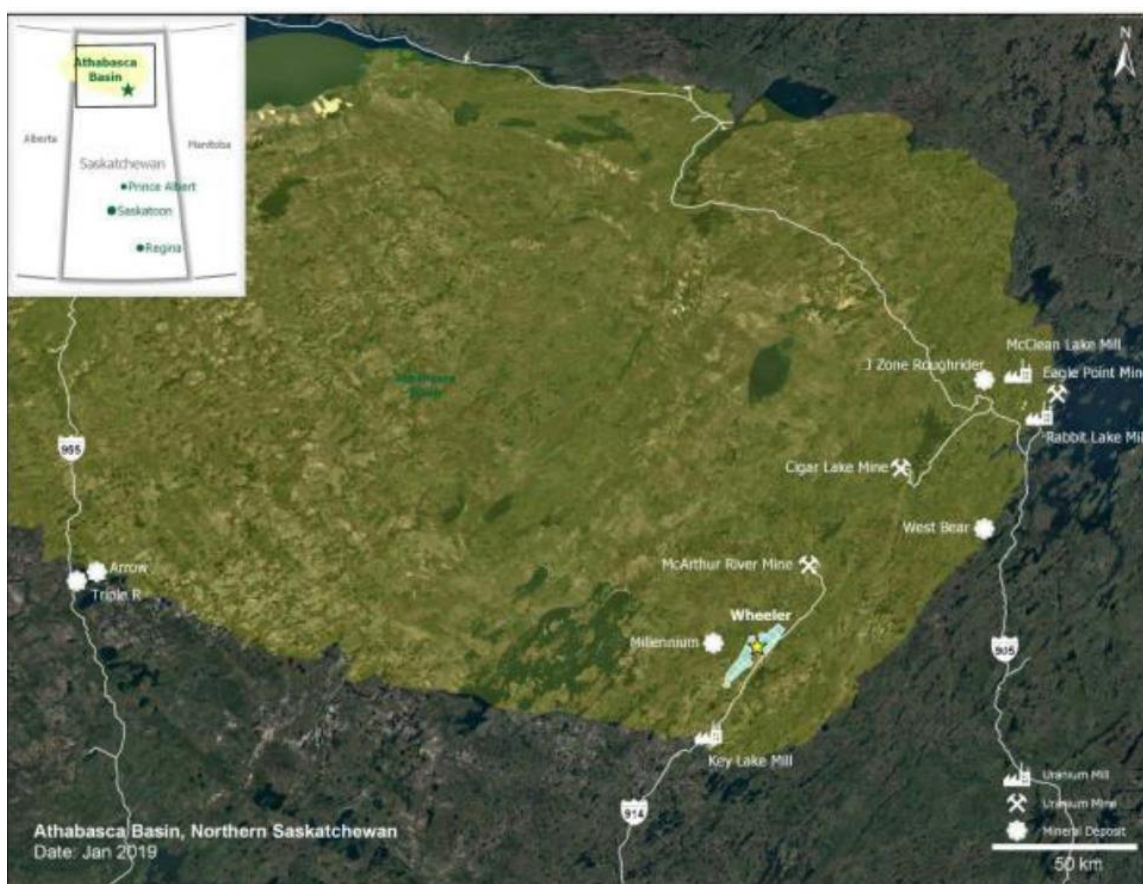 N
Athabasca
Basin
Alberta
Manitoba
Saskatchewan
Prince Albert
Saskatoon
Regina
McClean Lake Mill
J Zone Roughrider
Eagle Point Min
Rabbit Lake Mil
955
Cigar Lake Mine
West Bear
Arrow
McArthur River Mine
Triple R
Wheeler
Millennium
905
Key Lake Mill
Uranium Mill
914
Uranium Mine
Athabasca Basin, Northern Saskatchewan
Mineral Deposit
Date: Jan 2019
50 km